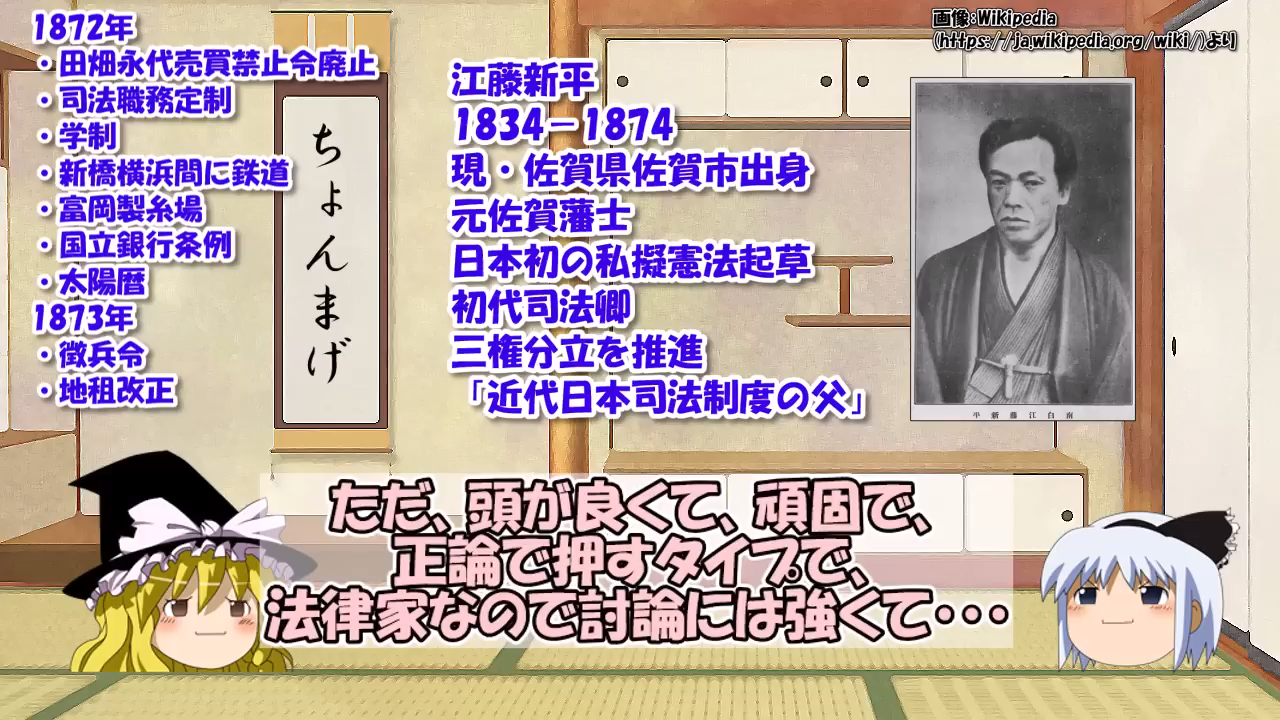 1872年
・田畑永代売買禁止令廃止
・司法職務定制
・学制
・新橋横浜間に鉄道
・富岡製糸場
・国立銀行条例
・太陽暦
1873年
・徴兵令
・地租改正
ちょんまげ
江藤新平
1834−1874
現・佐賀県佐賀市出身
元佐賀藩士
日本初の私擬憲法起草
初代司法卿
三権分立を推進
「近代日本司法制度の父」
画像:Wikipedia
(https://ja.wikipedia.org/wiki/)より
平新藤江白南
ただ、頭が良くて、頑固で、
正論で押すタイプで、
法律家なので討論には強くて・・・